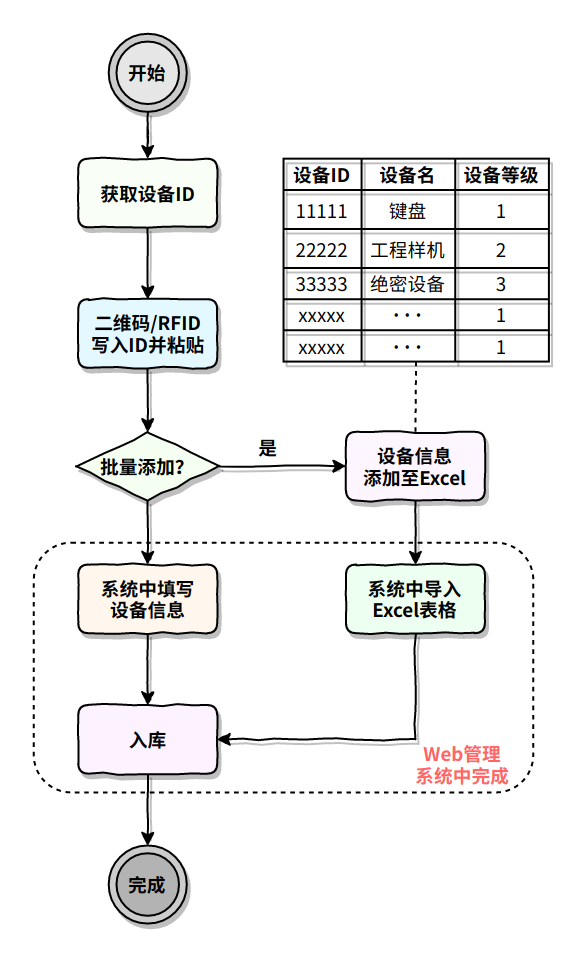 开始
获取设备ID
二维码/RFID
写入ID并粘贴
设备ID 设备名 设备等级
11111 键盘 1
22222 工程样机 2
33333 绝密设备 3
xxxxx ··· 1
xxxxx ··· 1
批量添加?
是
设备信息
添加至Excel
系统中填写
设备信息
系统中导入
Excel表格
入库
Web管理
系统中完成
完成